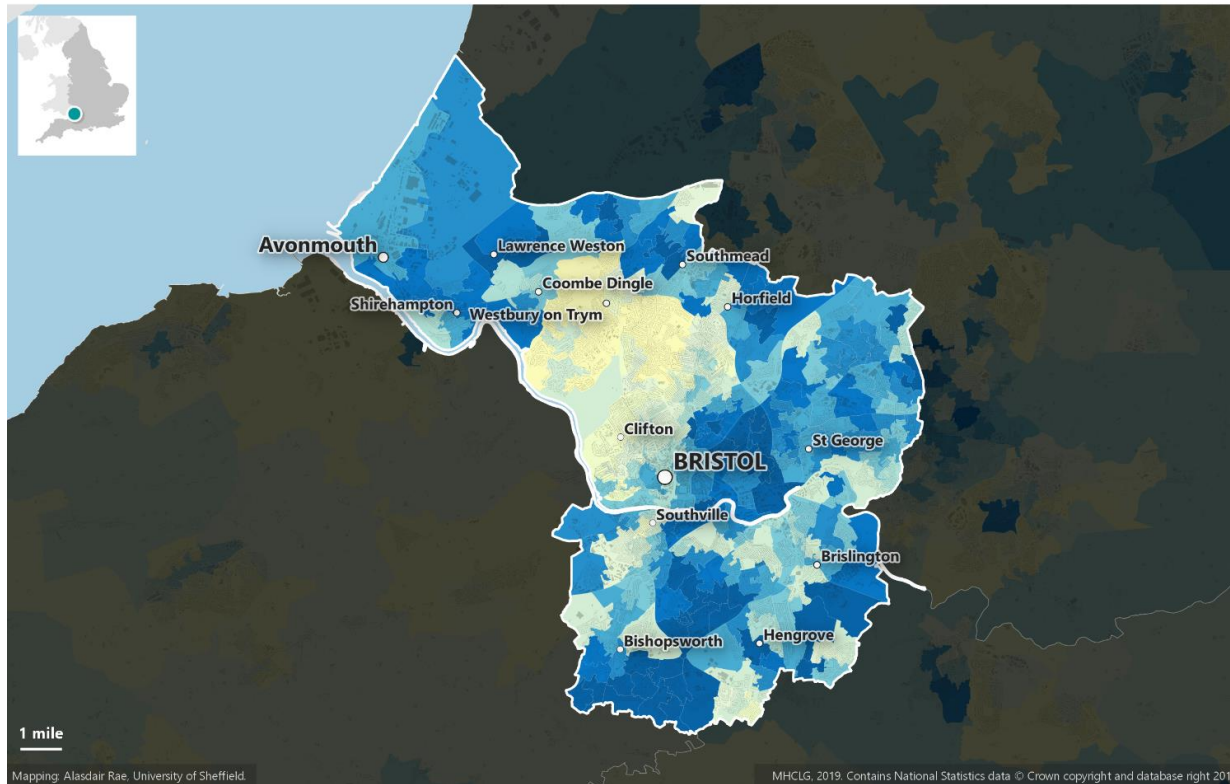 Avonmouth
Lawrence Weston
Southmead
Coombe Dingle
Shirehampton
Westbury on Trym
Horfield
Clifton
St George
BRISTOL
Southville
Brislington
Bishopsworth
Hengrove
1 mile
Mapping: Alasdair Rae, University of Sheffield.
MHCLG, 2019. Contains National Statistics data © Crown copyright and database right 20